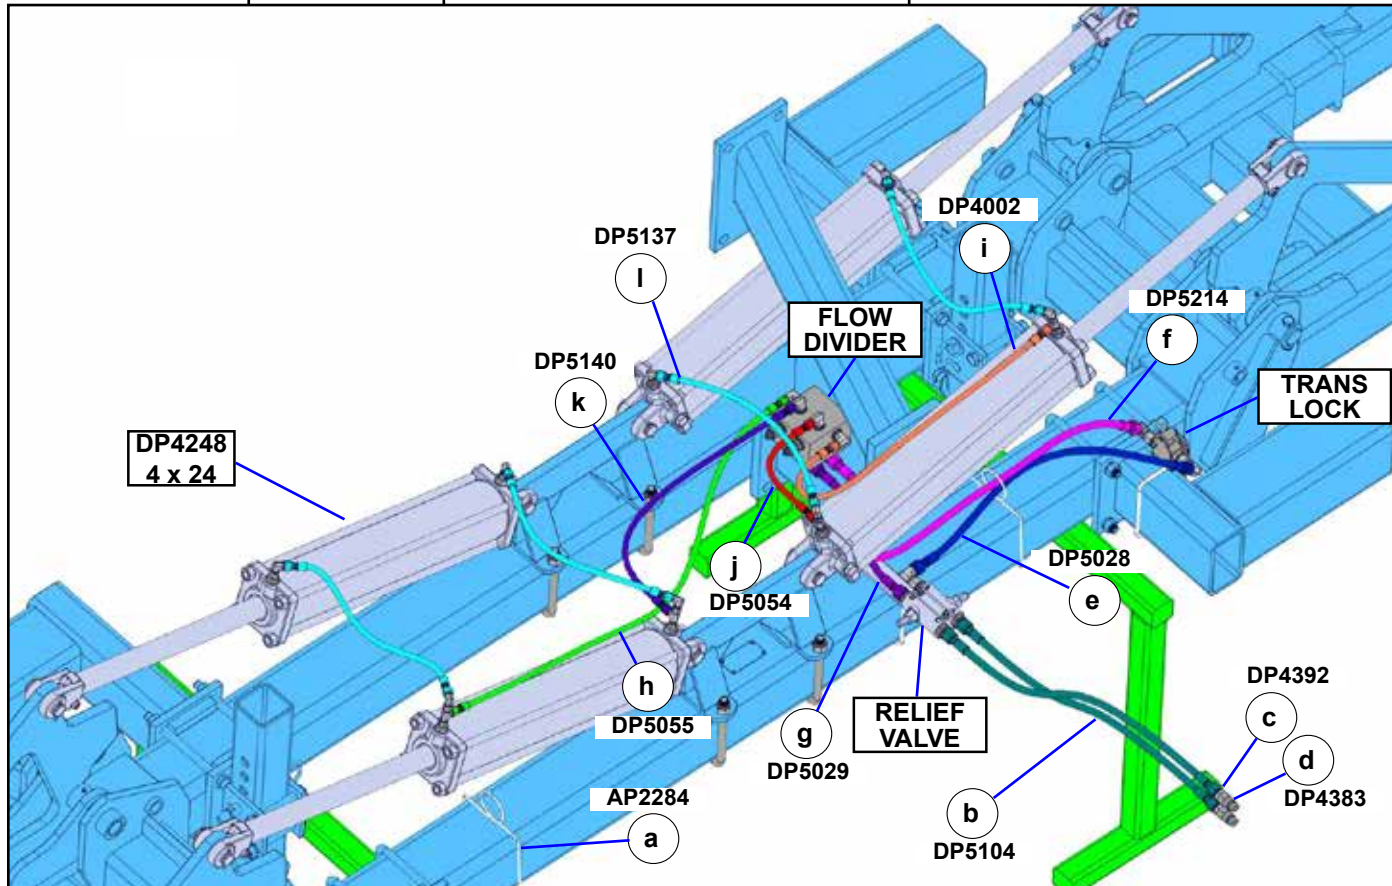 DP4002
i
DP5137
l
DP5214
f
FLOW
DIVIDER
DP5140
k
TRANS
LOCK
DP4248
4 x 24
j
DP5054
DP5028
e
h
DP5055
g
DP5029
RELIEF
VALVE
DP4392
c
d
DP4383
AP2284
a
b
DP5104